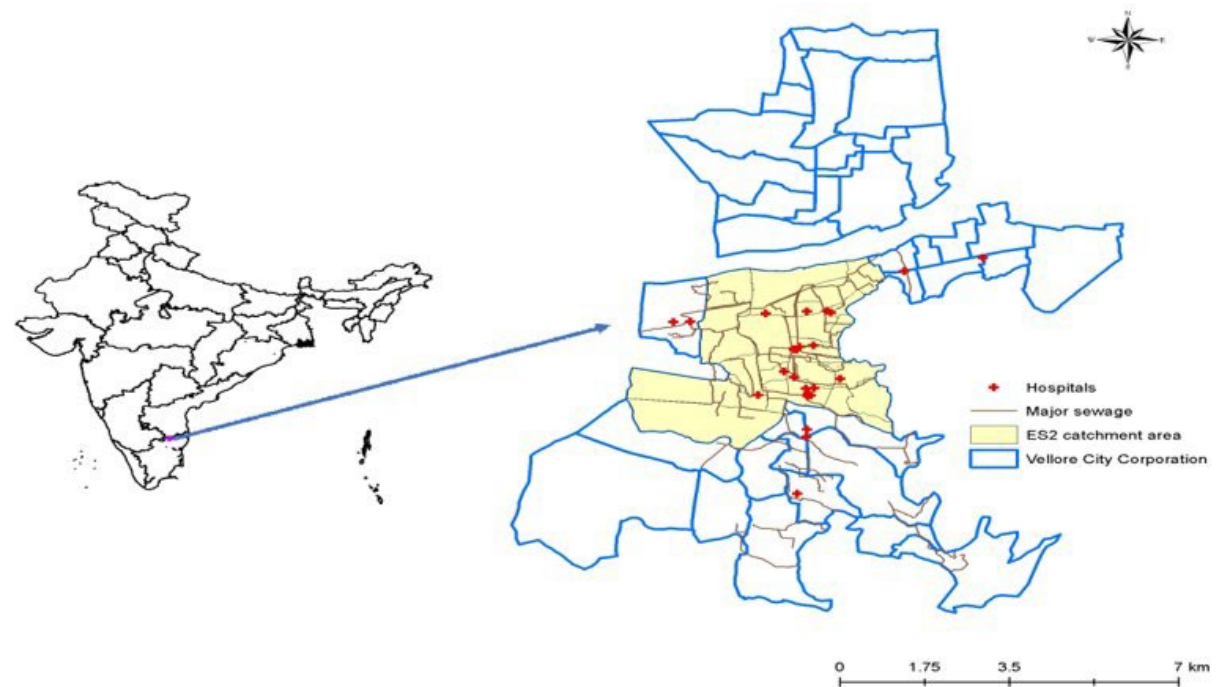 N
W E
S
Hospitals
Major sewage
ES2 catchment area
Vellore City Corporation
0 1.75 3.5 7 km